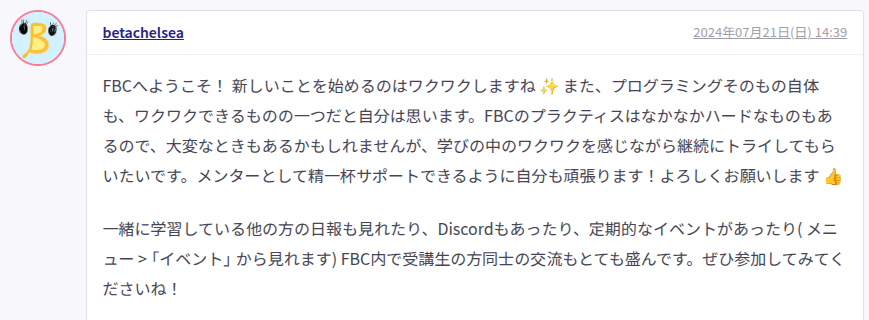 betachelsea
2024年07月21日(日) 14:39
FBCへようこそ！ 新しいことを始めるのはワクワクしますね ✨ また、プログラミングそのもの自体
も、ワクワクできるものの一つだと自分は思います。FBCのプラクティスはなかなかハードなものもあ
るので、大変なときもあるかもしれませんが、学びの中のワクワクを感じながら継続にトライしてもら
いたいです。メンターとして精一杯サポートできるように自分も頑張ります！よろしくお願いします 👍
一緒に学習している他の方の日報も見れたり、Discordもあったり、定期的なイベントがあったり( メニ
ュー >「イベント」から見れます) FBC内で受講生の方同士の交流もとても盛んです。ぜひ参加してみてく
ださいね！